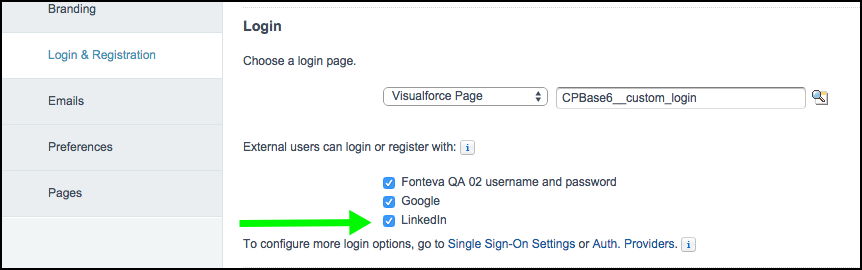 Branding
Login & Registration
Emails
Preferences
Pages
Login
Choose a login page.
Visualforce Page
CPBase6__custom_login
External users can login or register with: i
Fonteva QA 02 username and password
Google
LinkedIn
To configure more login options, go to Single Sign-On Settings or Auth. Providers. i